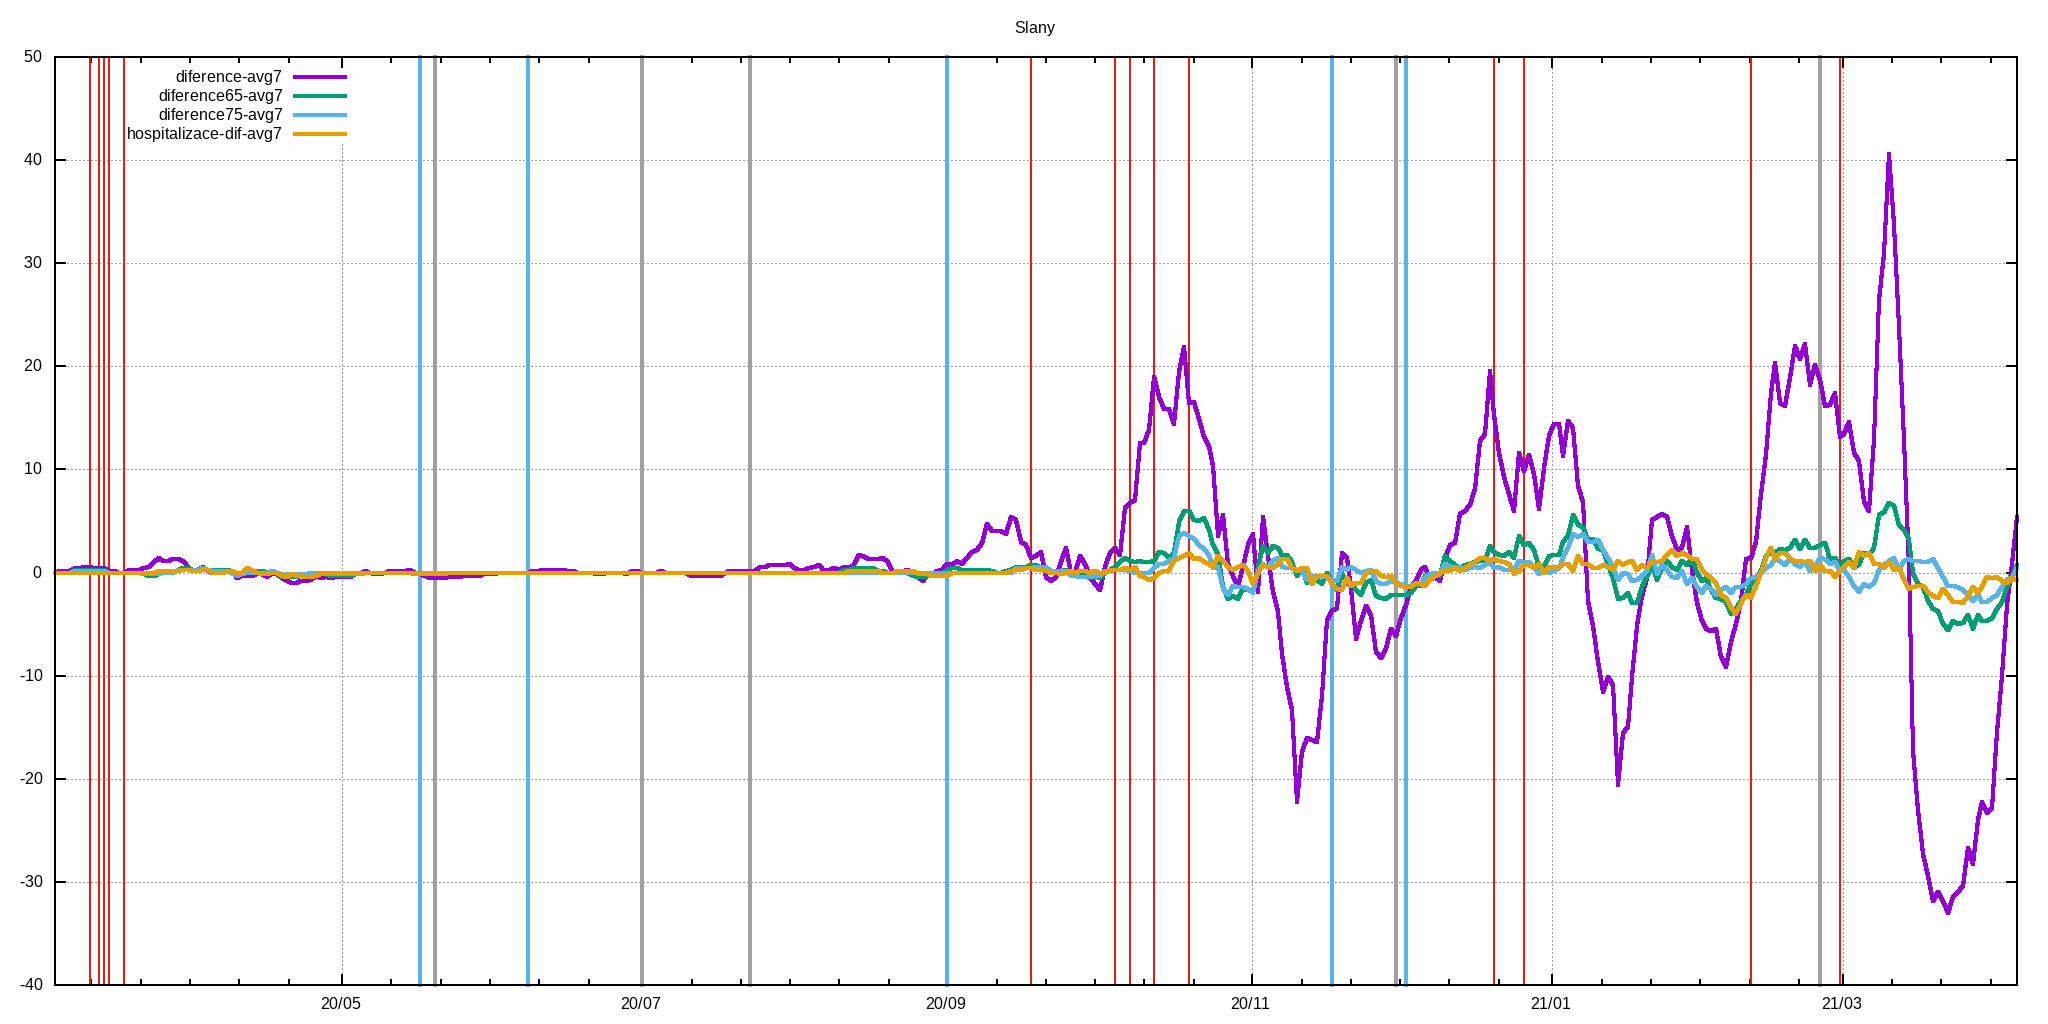 Slany
50
diference-avg7
diference65-avg7
diference75-avg7
hospitalizace-dif-avg7
40
30
20
10
0
-10
-20
-30
-40
20/05 20/07 20/09 20/11 21/01 21/03